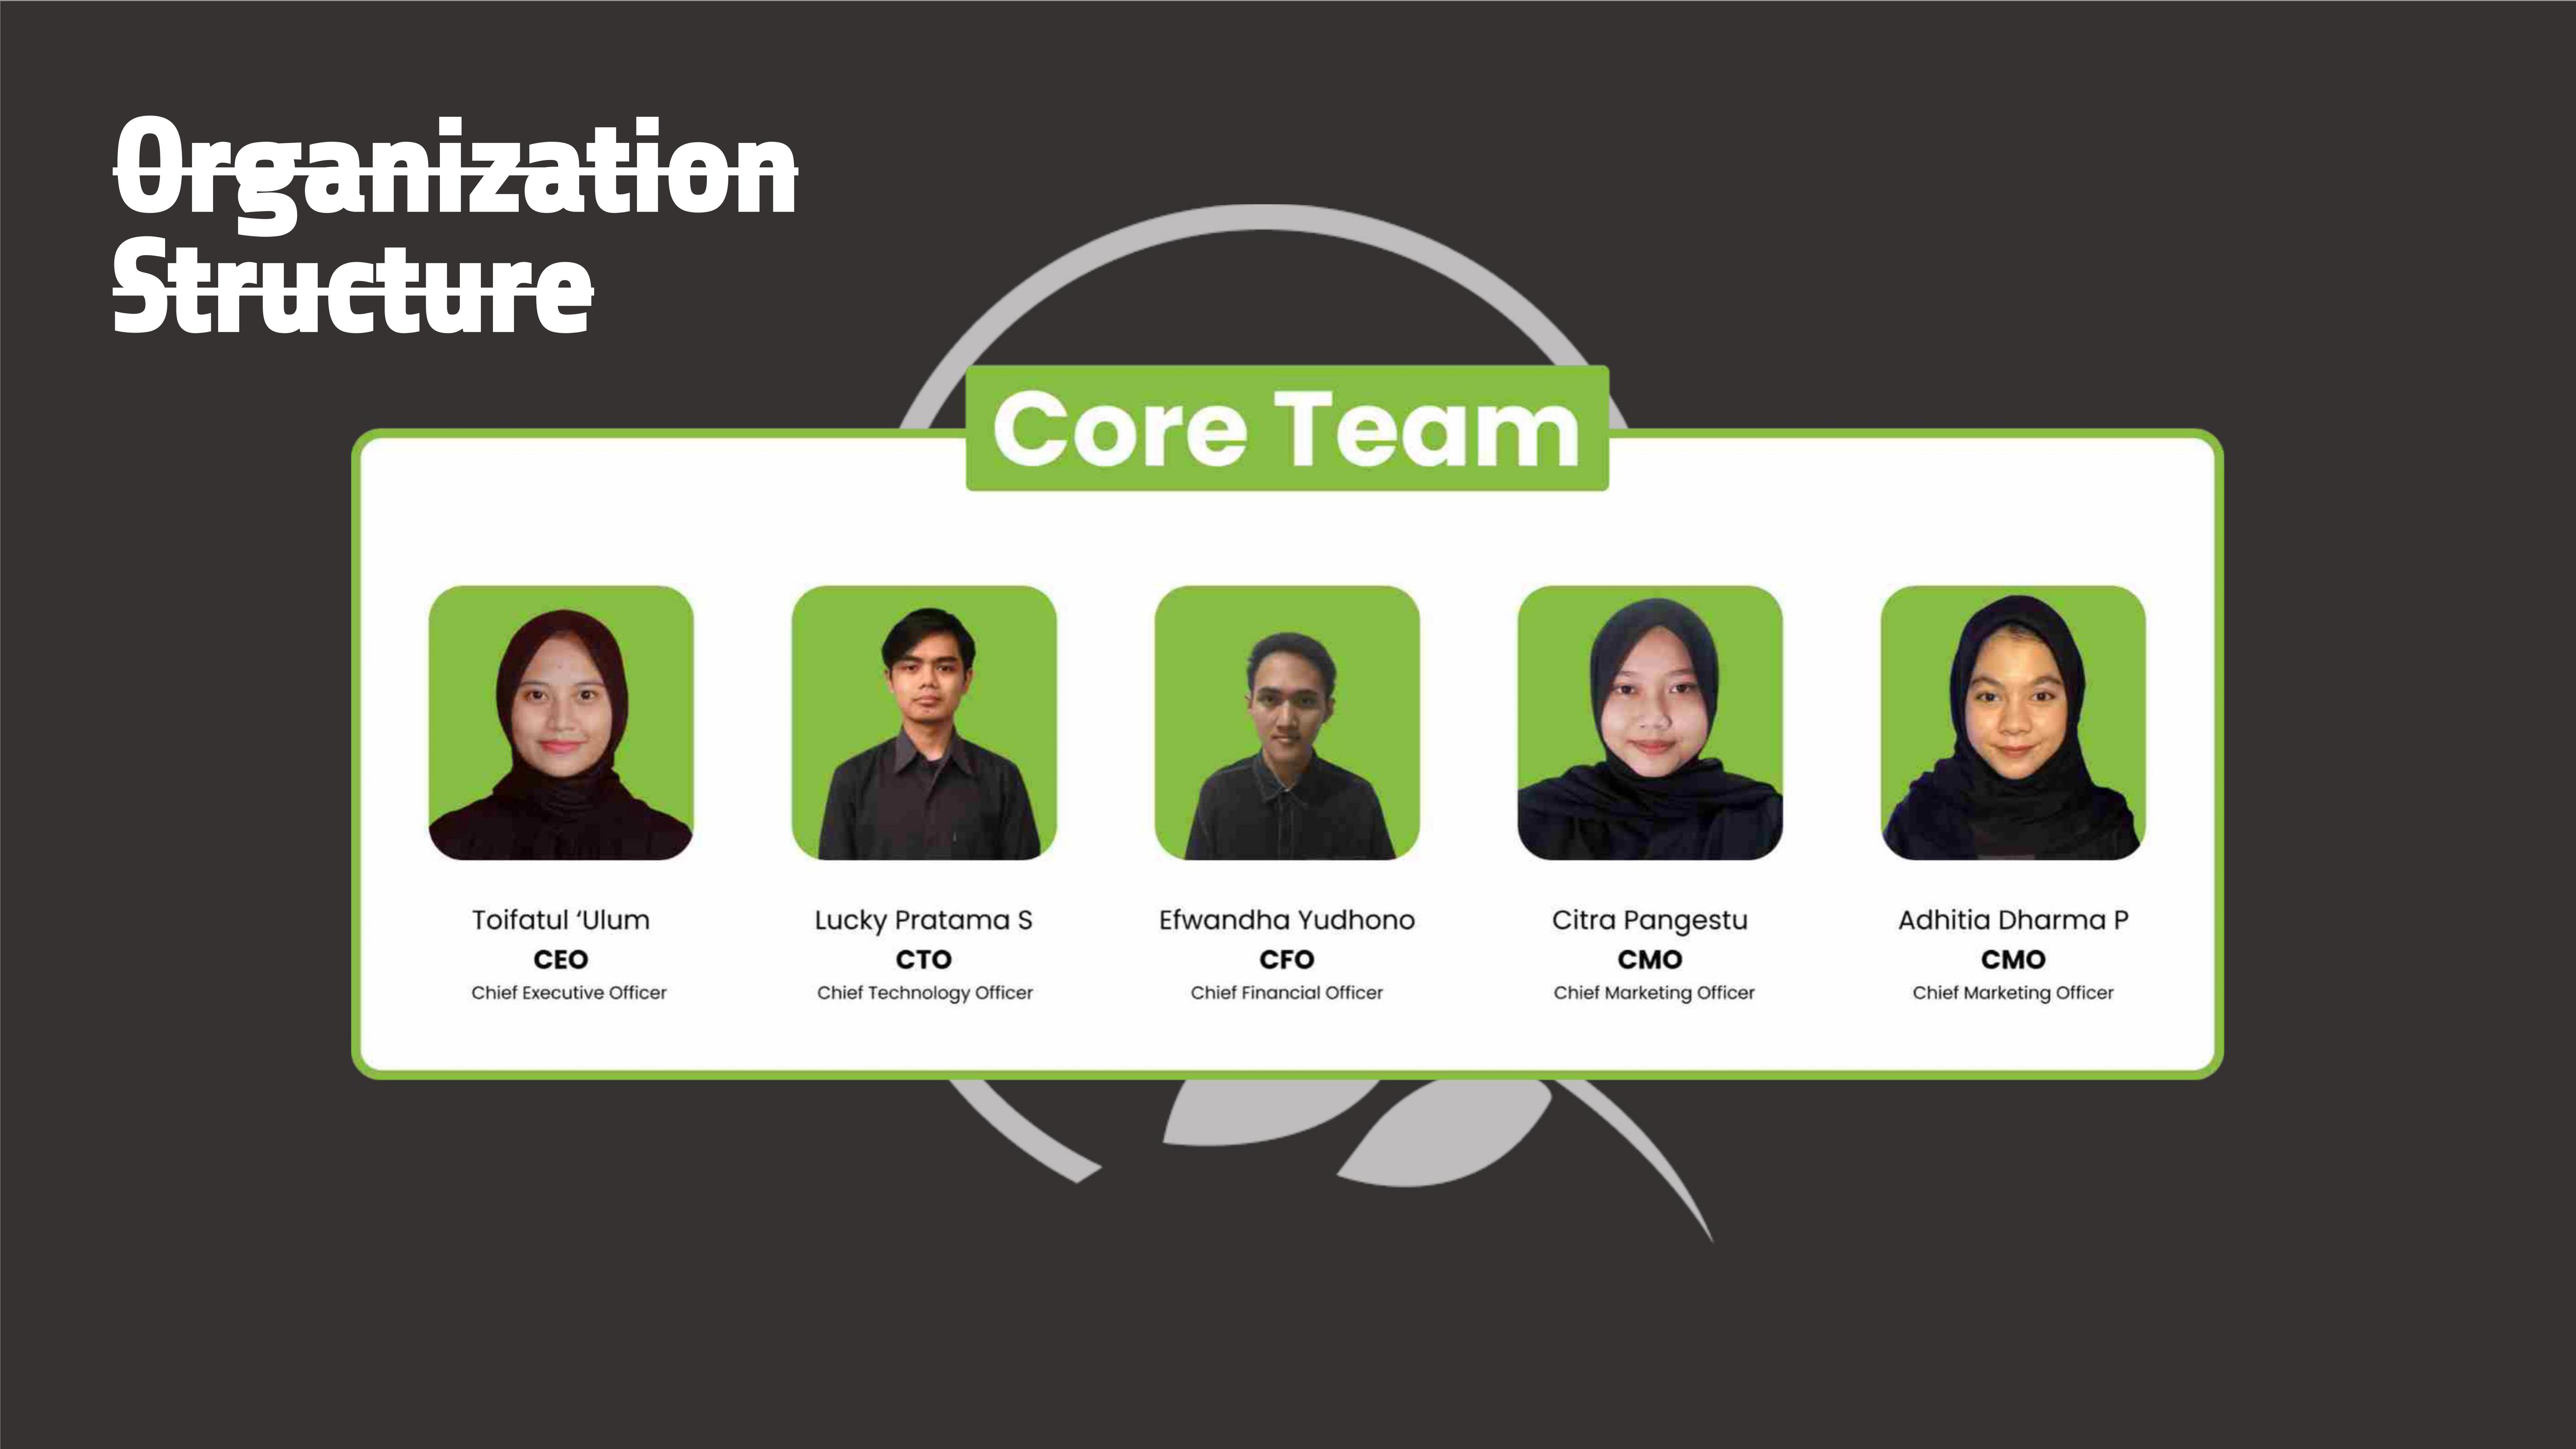 Organization
Structure
Core Team
Toifatul ‘Ulum
CEO
Chief Executive Officer
Lucky Pratama S
CTO
Chief Technology Officer
Efwandha Yudhono
CFO
Chief Financial Officer
Citra Pangestu
CMO
Chief Marketing Officer
Adhitia Dharma P
CMO
Chief Marketing Officer